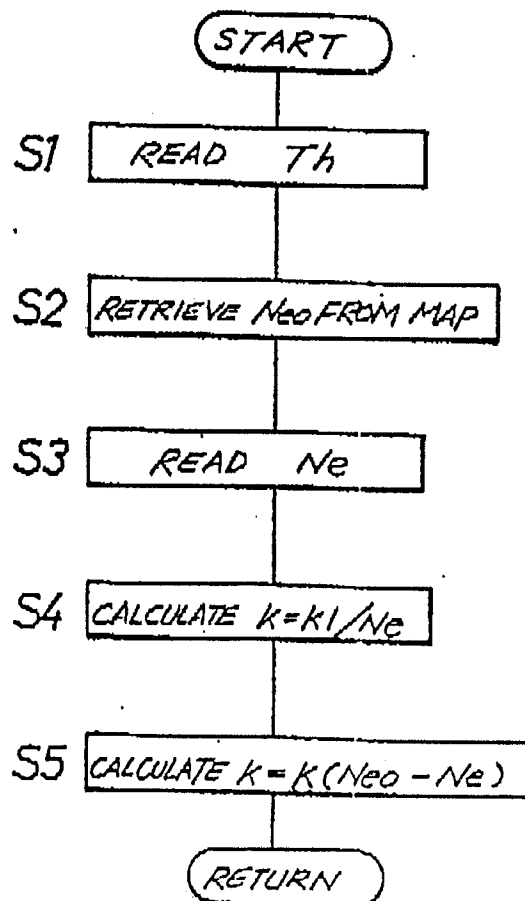 START
S1 READ Th
S2 RETRIEVE Neo FROM MAP
S3 READ Ne
S4 CALCULATE K=K1/Ne
S5 CALCULATE K=K(Neo-Ne)
RETURN